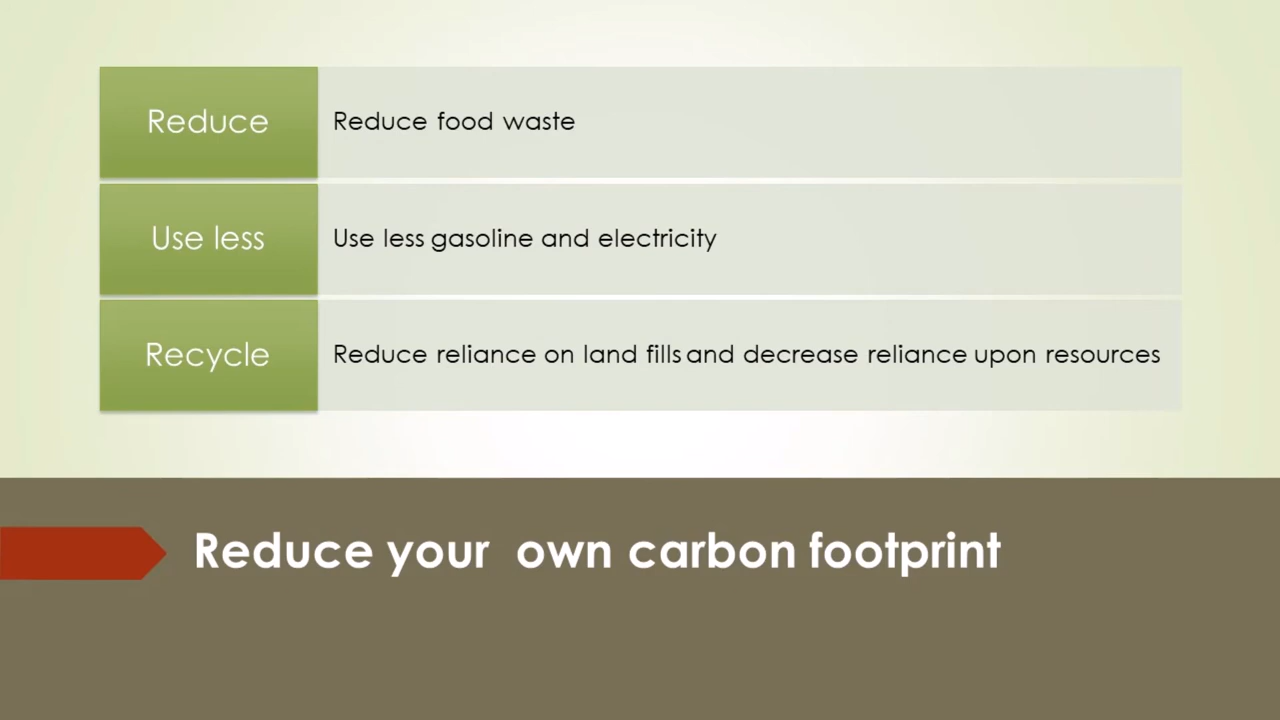 Reduce
Reduce food waste
Use less
Use less gasoline and electricity
Recycle
Reduce reliance on land fills and decrease reliance upon resources
Reduce your own carbon footprint